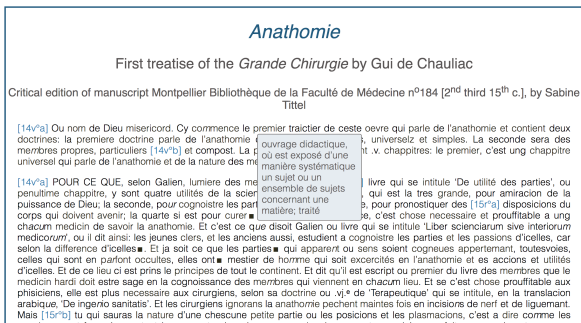 Anathomie
First treatise of the Grande Chirurgie by Gui de Chauliac
Critical edition of manuscript Montpellier Bibliothèque de la Faculté de Médecine nº184 [2nd third 15th c.], by Sabine
Tittel
[14vºa] Ou nom de Dieu misericord. Cy commence le premier traictier de ceste oevre qui parle de l'anathomie et contient deux
doctrines: la premiere doctrine parle de l'anathomie universelz et simples. La seconde sera des
membres propres, particuliers [14vºb] et compost. La .v. chappitres: le premier, c'est ung chappitre
universel qui parle de l'anathomie et de la nature des
ouvrage didactique,
où est exposé d'une
manière systématique
un sujet ou un
ensemble de sujets
concernant une
matière; traité
[14vºa] POUR CE QUE, selon Galien, lumiere des livre qui se intitule 'De utilité des parties', ou
penultime chappitre, y sont quatre utilités de la qui est la tres grande, pour amiracion de la
puissance de Dieu; la seconde, pour cognoistre les pour pronostiquer des [15rºa] disposicions du
corps qui doivent avenir; la quarte si est pour curer■ c'est chose necessaire et prouffitable a ung
chacum medicin de savoir la anathomie. Et c'est ce que disoit Galien ou livre qui se intitule 'Liber scienciarum sive interiorum
medicorum', ou il dit ainsi: les jeunes clers, et les anciens aussi, estudient a cognoistre les parties et les passions d'icelles, car
selon la difference d'icelles■. Et ja soit ce que les parties■ qui apparent ou sens soient cogneues appertement, toutesvoies,
celles qui sont en parfont occultes, elles ont■ mestier de homme qui soit excercités en l'anathomie et es accions et utilités
d'icelles. Et de ce lieu ci est prins le principes de tout le continent. Et dit qu'il est escript ou premier du livre des membres que le
medicin hardi doit estre sage en la cognoissance des membres qui viennent en chacum lieu. Et se c'est chose prouffitable aux
phisiciens, elle est plus necessaire aux cirurgiens, selon sa doctrine ou .vj.ᵉ de 'Terapeutique' qui se intitule, en la translacion
arabique, 'De ingenio sanitatis'. Et les cirurgiens ignorans la anathomie pechent maintes foys en incisions de nerf et de liguemant.
Mais [15rºb] tu qui sauras la nature d'une chescune petite partie ou les posicions et les plasmacions, c'est a dire comme les